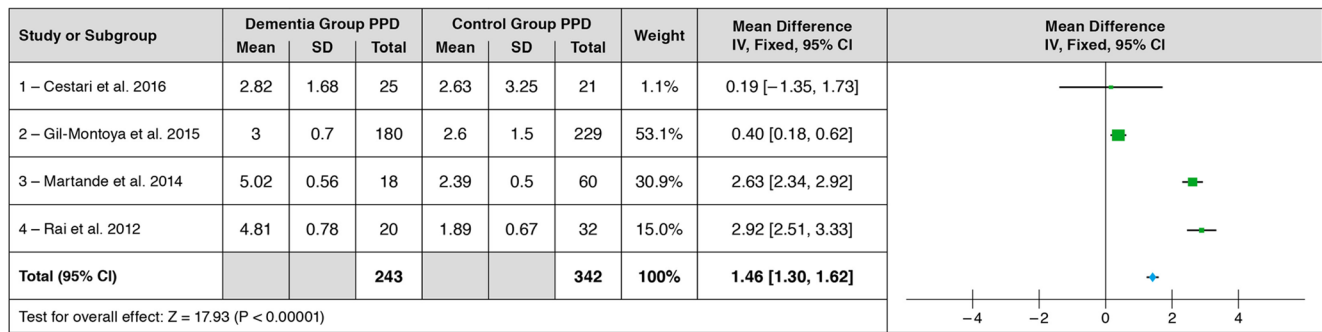 Study or Subgroup Dementia Group PPD Control Group PPD Weight Mean Difference Mean Difference
Mean SD Total Mean SD Total IV, Fixed, 95% CI IV, Fixed, 95% CI
1 – Cestari et al. 2016 2.82 1.68 25 2.63 3.25 21 1.1% 0.19 [−1.35, 1.73]
2 – Gil-Montoya et al. 2015 3 0.7 180 2.6 1.5 229 53.1% 0.40 [0.18, 0.62]
3 – Martande et al. 2014 5.02 0.56 18 2.39 0.5 60 30.9% 2.63 [2.34, 2.92]
4 – Rai et al. 2012 4.81 0.78 20 1.89 0.67 32 15.0% 2.92 [2.51, 3.33]
Total (95% CI) 243 342 100% 1.46 [1.30, 1.62]
Test for overall effect: Z = 17.93 (P < 0.00001)
−4 −2 0 2 4